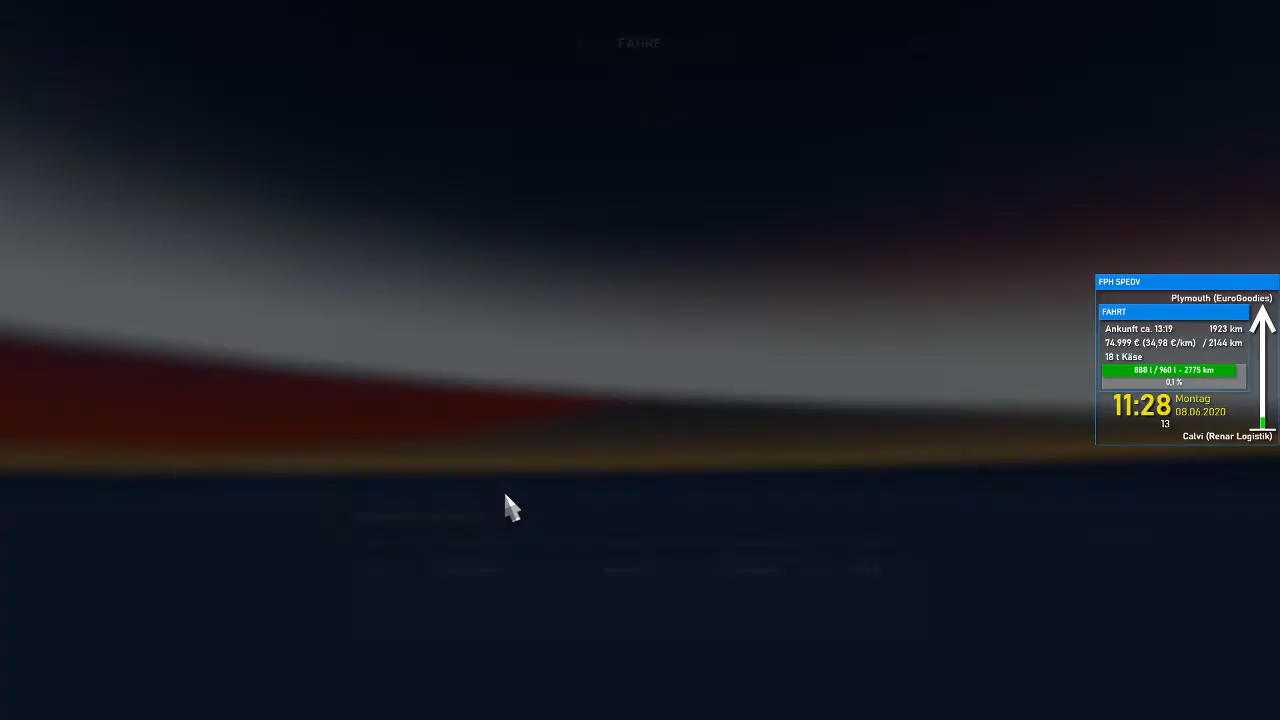 FÄHRE
FPH SPEDV
Plymouth (EuroGoodies)
FAHRT
Ankunft ca. 13:19 1923 km
74.999 € (34,98 €/km) / 2144 km
18 t Käse
888 l / 960 l - 2775 km
0,1 %
11:28 Montag
08.06.2020
13
Calvi (Renar Logistik)